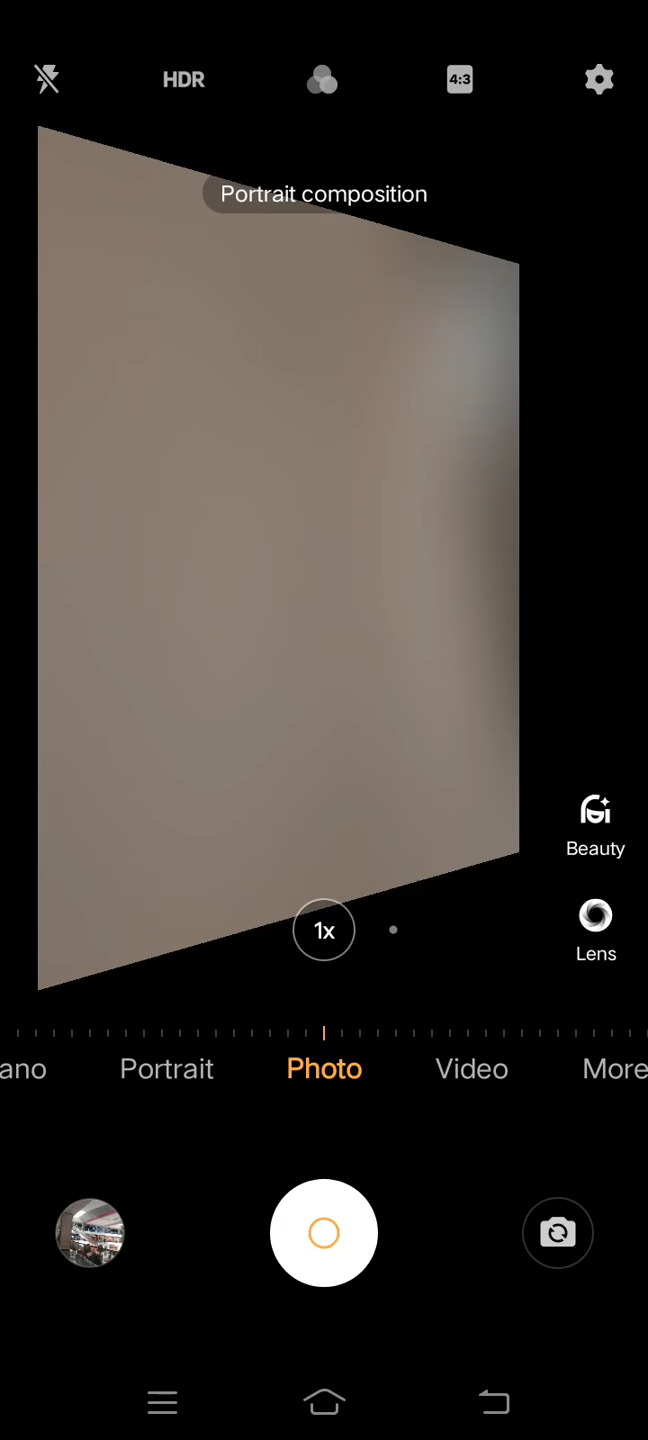 HDR
4:3
Portrait composition
Beauty
1x
Lens
ano Portrait Photo Video More